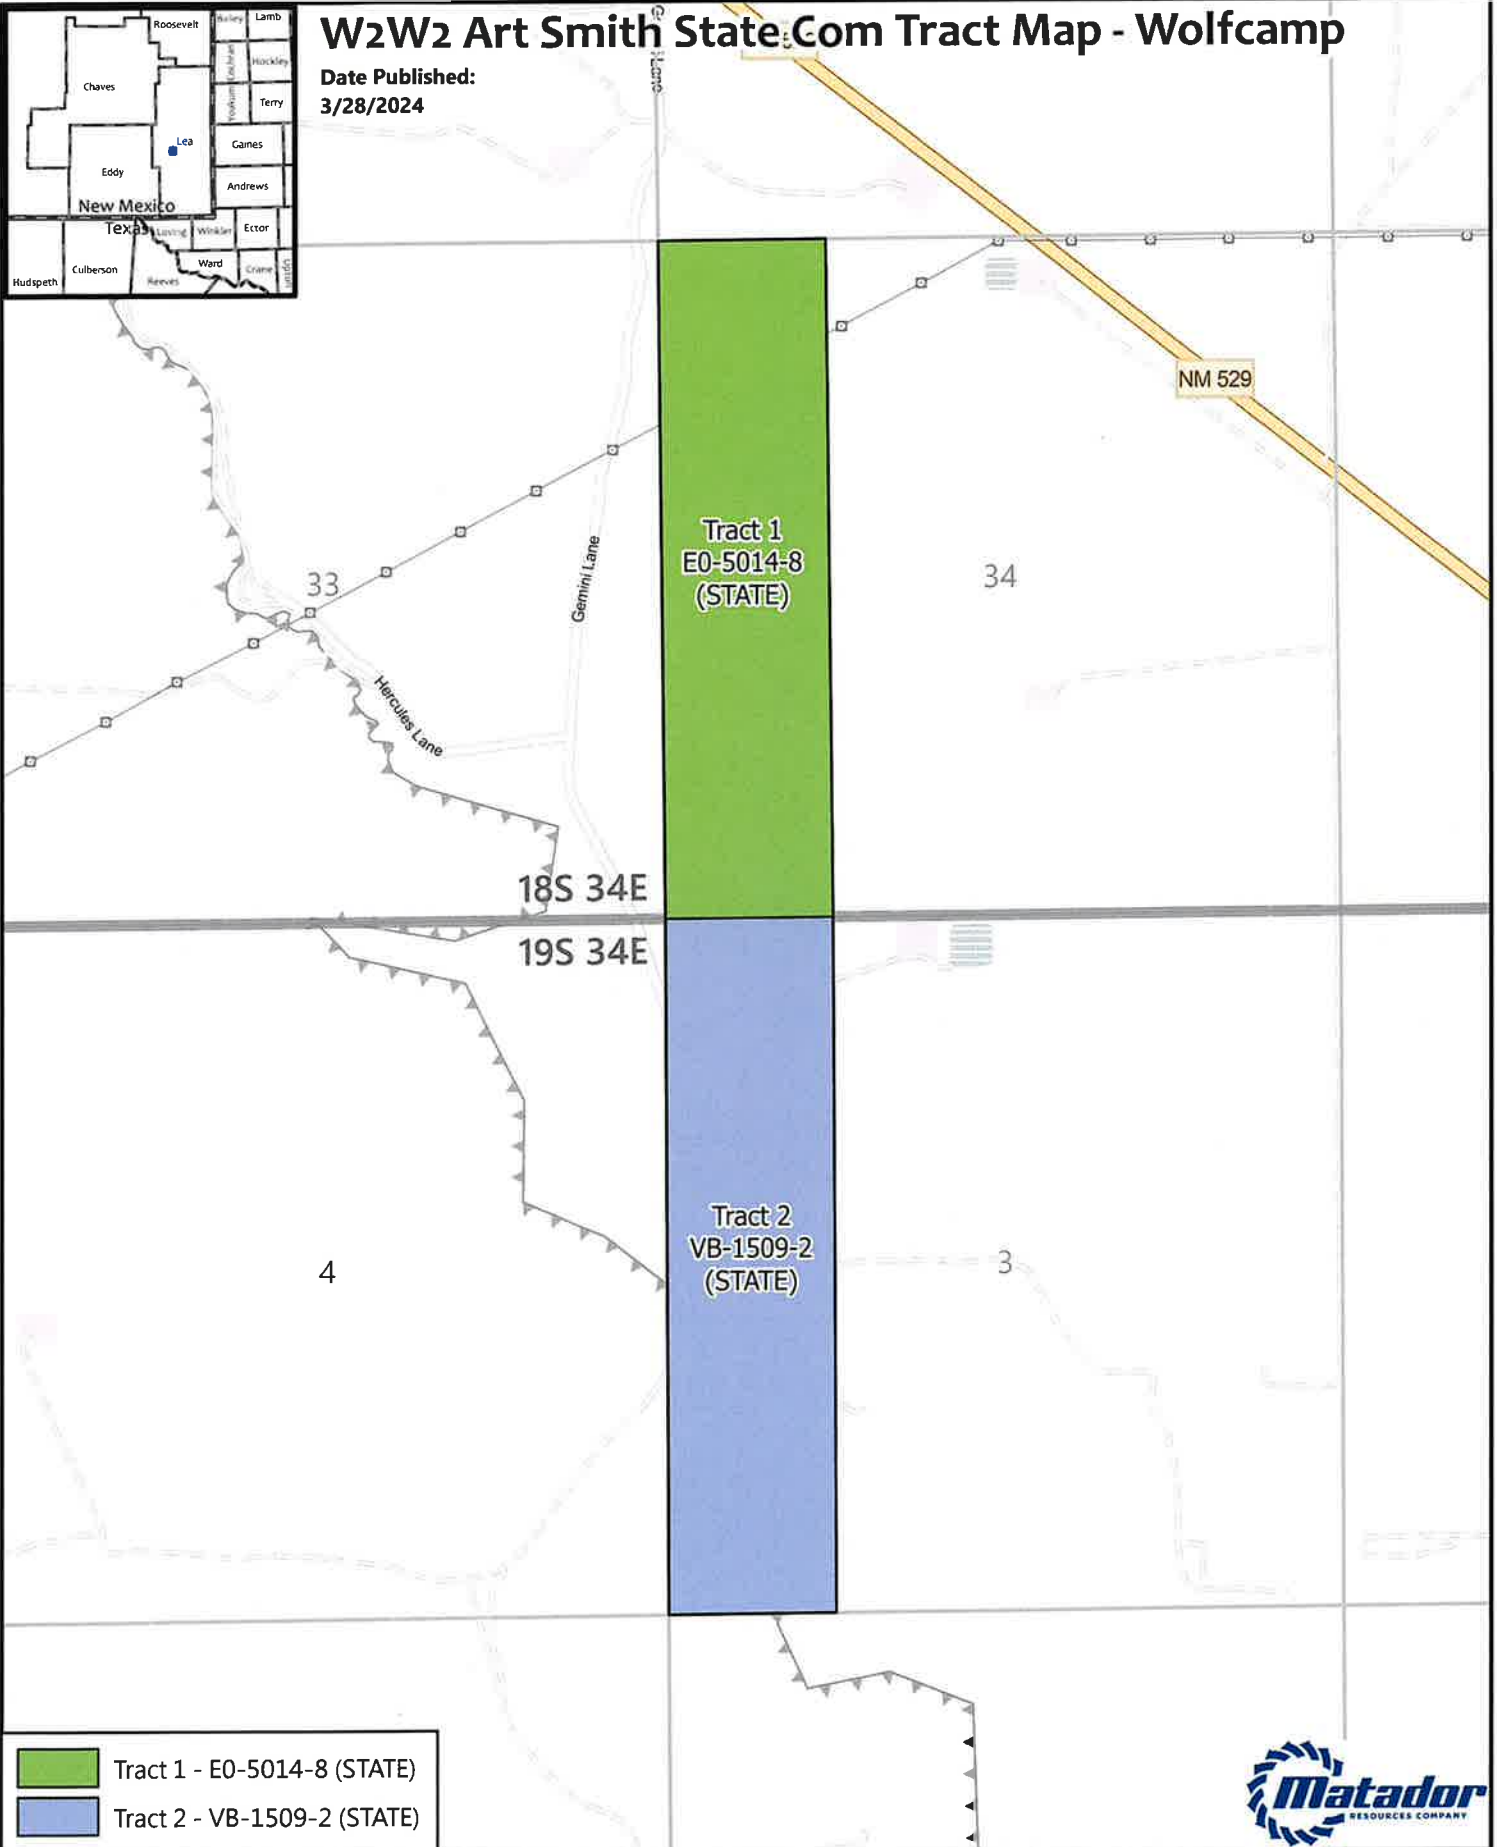 W2W2 Art Smith State Com Tract Map - Wolfcamp
Date Published:
3/28/2024
Roosevelt
Bailey
Lamb
Chaves
Cochran
Hockley
Yoakum
Terry
Lea
Gaines
Eddy
Andrews
New Mexico
Texas
Loving
Winkler
Ector
Hudspeth
Culberson
Reeves
Ward
Crane
Upton
NM 529
Tract 1
E0-5014-8
(STATE)
33
34
Gemini Lane
Hercules Lane
18S 34E
19S 34E
Tract 2
VB-1509-2
(STATE)
4
3
Tract 1 - E0-5014-8 (STATE)
Tract 2 - VB-1509-2 (STATE)
Matador
RESOURCES COMPANY